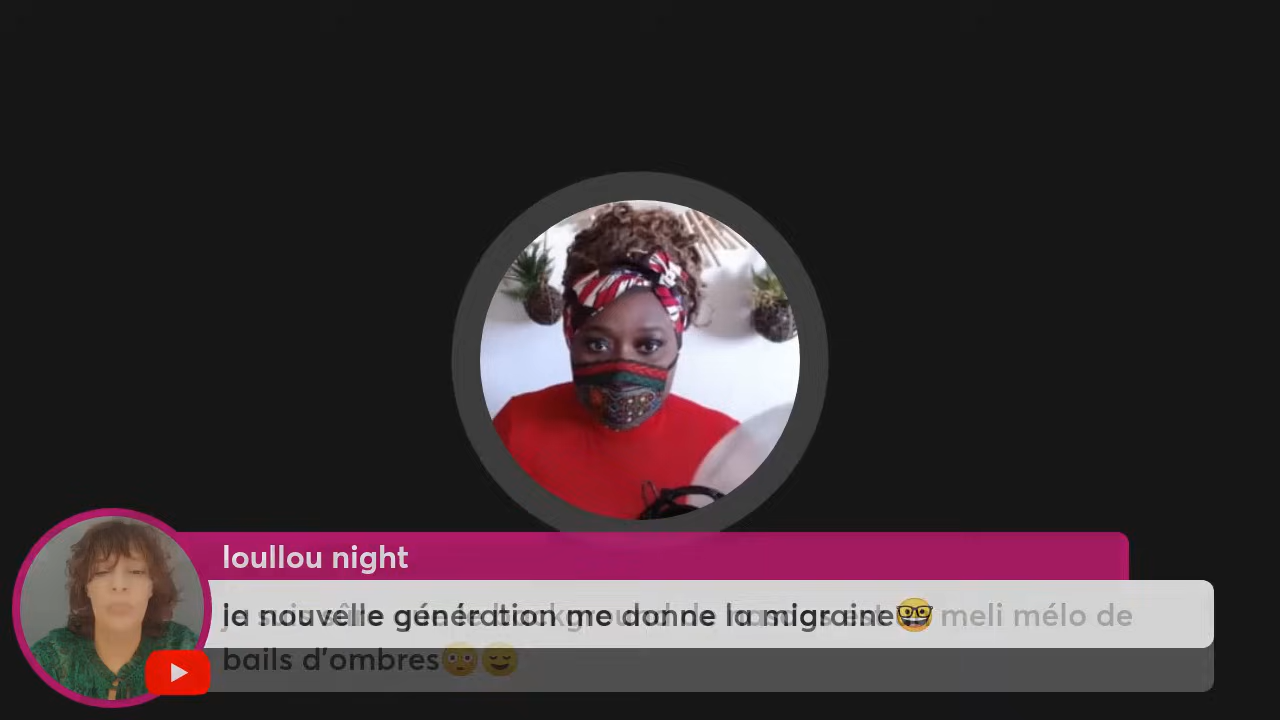 loullou night
la nouvelle génération me donne la migraine🤓 meli mélo de
bails d'ombres😳😌